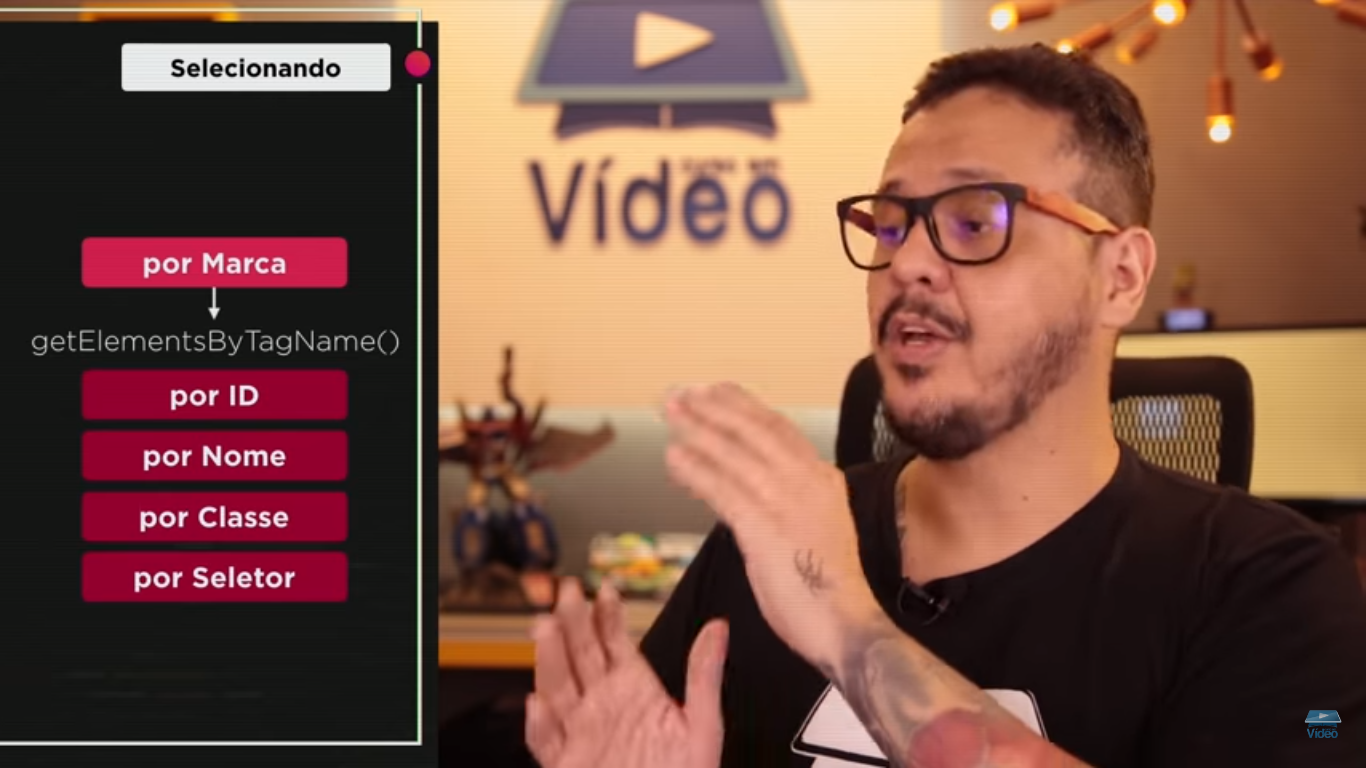 Selecionando
por Marca
getElementsByTagName()
por ID
por Nome
por Classe
por Seletor
Vídeo
Vídeo